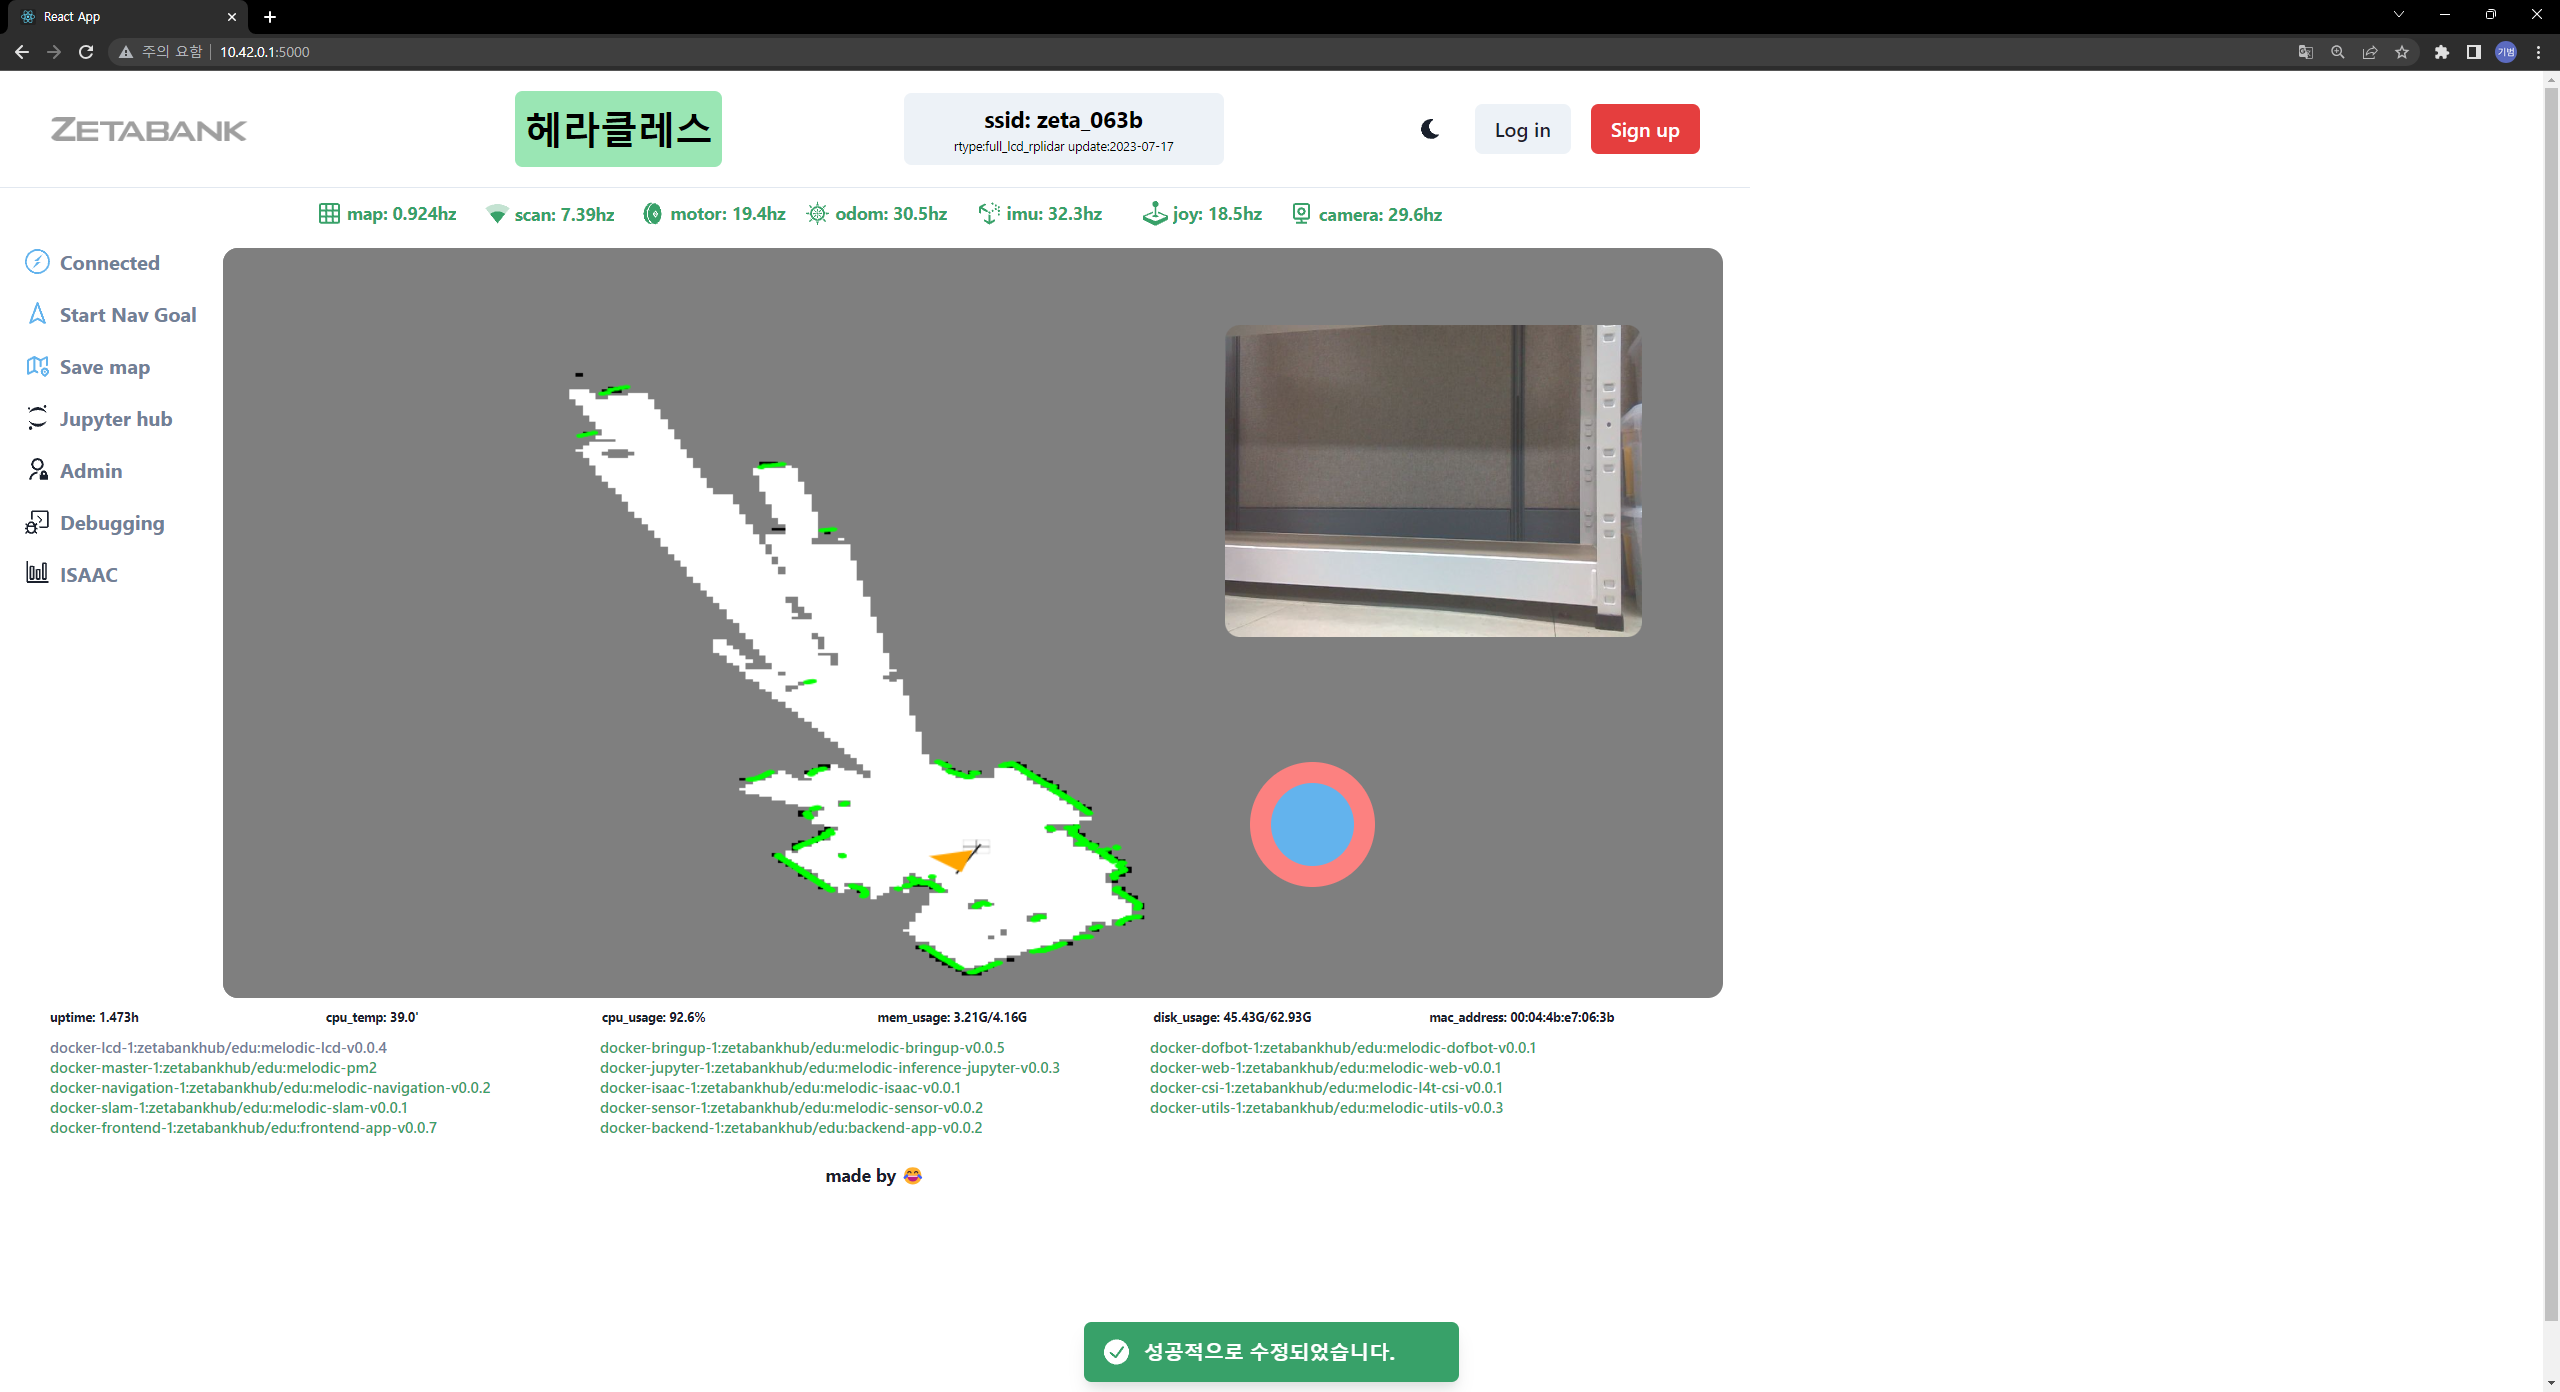 React App
주의 요함 | 10.42.0.1:5000
기범
ZETABANK
헤라클레스
ssid: zeta_063b
rtype:full_lcd_rplidar update:2023-07-17
Log in
Sign up
map: 0.924hz
scan: 7.39hz
motor: 19.4hz
odom: 30.5hz
imu: 32.3hz
joy: 18.5hz
camera: 29.6hz
Connected
Start Nav Goal
Save map
Jupyter hub
Admin
Debugging
ISAAC
uptime: 1.473h
cpu_temp: 39.0'
cpu_usage: 92.6%
mem_usage: 3.21G/4.16G
disk_usage: 45.43G/62.93G
mac_address: 00:04:4b:e7:06:3b
docker-lcd-1:zetabankhub/edu:melodic-lcd-v0.0.4
docker-bringup-1:zetabankhub/edu:melodic-bringup-v0.0.5
docker-dofbot-1:zetabankhub/edu:melodic-dofbot-v0.0.1
docker-master-1:zetabankhub/edu:melodic-pm2
docker-jupyter-1:zetabankhub/edu:melodic-inference-jupyter-v0.0.3
docker-web-1:zetabankhub/edu:melodic-web-v0.0.1
docker-navigation-1:zetabankhub/edu:melodic-navigation-v0.0.2
docker-isaac-1:zetabankhub/edu:melodic-isaac-v0.0.1
docker-csi-1:zetabankhub/edu:melodic-l4t-csi-v0.0.1
docker-slam-1:zetabankhub/edu:melodic-slam-v0.0.1
docker-sensor-1:zetabankhub/edu:melodic-sensor-v0.0.2
docker-utils-1:zetabankhub/edu:melodic-utils-v0.0.3
docker-frontend-1:zetabankhub/edu:frontend-app-v0.0.7
docker-backend-1:zetabankhub/edu:backend-app-v0.0.2
made by 😂
성공적으로 수정되었습니다.